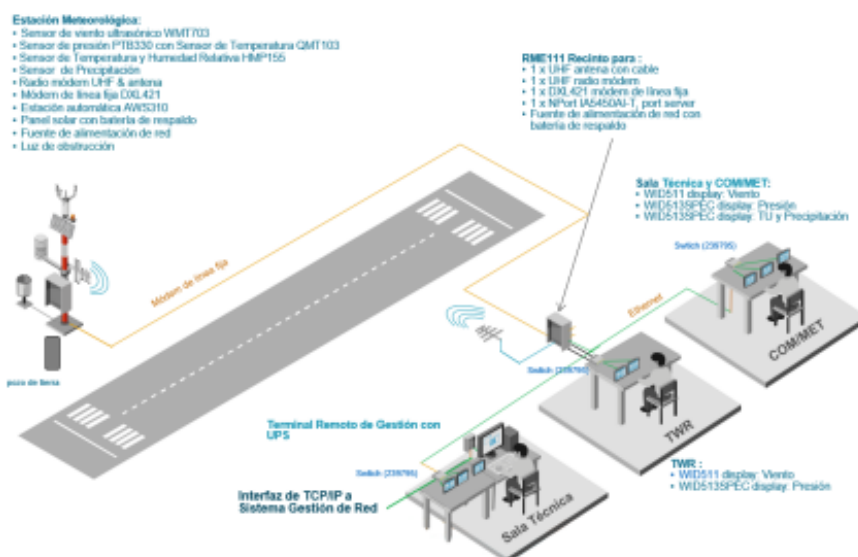 Estación Meteorológica:
• Sensor de viento ultrasónico WMT703
• Sensor de presión PTB330 con Sensor de Temperatura QMT103
• Sensor de Temperatura y Humedad Relativa HMP155
• Sensor de Precipitación
• Radio módem UHF & antena
• Módem de línea fija DXL421
• Estación automática AWS310
• Panel solar con batería de respaldo
• Fuente de alimentación de red
• Luz de obstrucción
RME111 Recinto para :
• 1 x UHF antena con cable
• 1 x UHF radio módem
• 1 x DXL421 módem de línea fija
• 1 x NPort IA5450AI-T, port server
• Fuente de alimentación de red con
batería de respaldo
Sala Técnica y COM/MET:
• WID511 display: Viento
• WID513SPEC display: Presión
• WID513SPEC display: TU y Precipitación
Switch (239795)
Módem de línea fija
Ethernet
COM/MET
pozo de tierra
Switch (239795)
TWR
Terminal Remoto de Gestión con
UPS
Switch (239795)
TWR :
• WID511 display: Viento
• WID513SPEC display: Presión
Interfaz de TCP/IP a
Sistema Gestión de Red
Sala Técnica